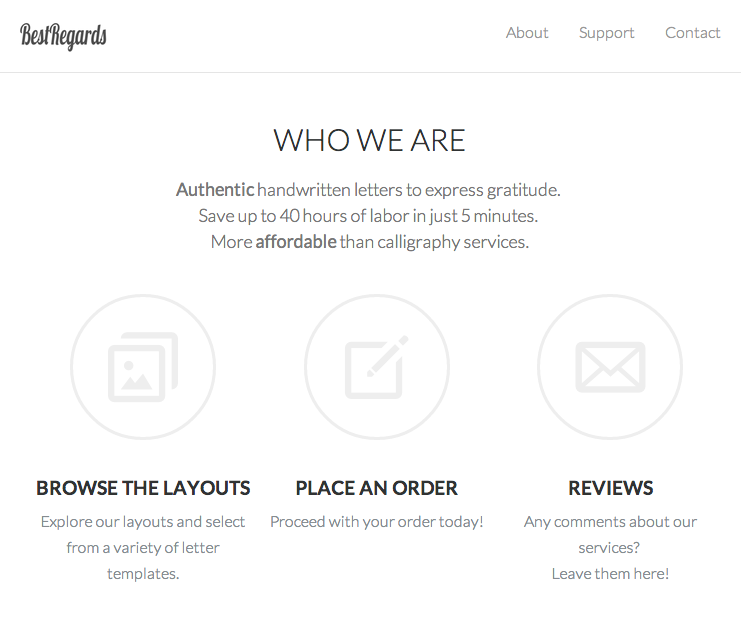 BestRegards
About Support Contact
WHO WE ARE
Authentic handwritten letters to express gratitude.
Save up to 40 hours of labor in just 5 minutes.
More affordable than calligraphy services.
BROWSE THE LAYOUTS
Explore our layouts and select
from a variety of letter
templates.
PLACE AN ORDER
Proceed with your order today!
REVIEWS
Any comments about our
services?
Leave them here!